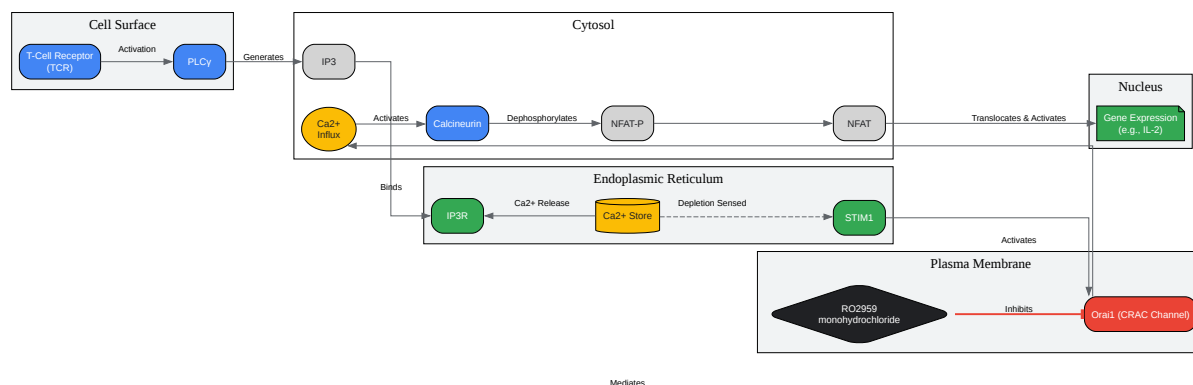 Cell Surface
T-Cell Receptor
(TCR)
Activation
PLCγ
Generates
Cytosol
IP3
Ca2+
Influx
Activates
Calcineurin
Dephosphorylates
NFAT-P
NFAT
Translocates & Activates
Nucleus
Gene Expression
(e.g., IL-2)
Binds
Endoplasmic Reticulum
IP3R
Ca2+ Release
Ca2+ Store
Depletion Sensed
STIM1
Activates
Plasma Membrane
RO2959
monohydrochloride
Inhibits
Orai1 (CRAC Channel)
Mediates